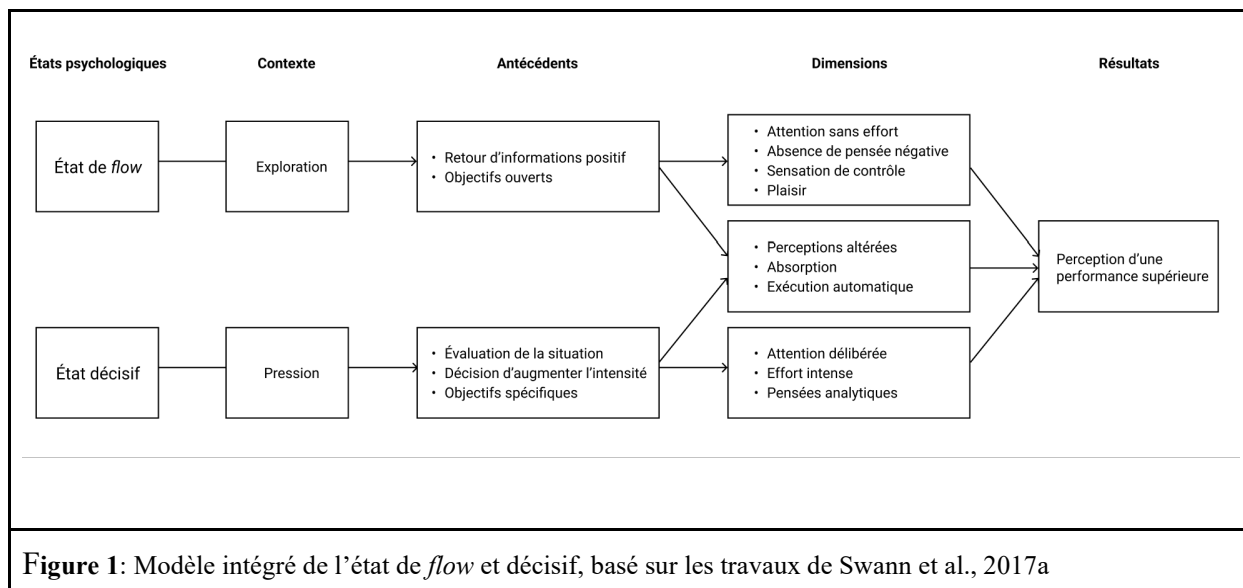 États psychologiques
Contexte
Antécédents
Dimensions
Résultats
État de flow
Exploration
• Retour d’informations positif
• Objectifs ouverts
• Attention sans effort
• Absence de pensée négative
• Sensation de contrôle
• Plaisir
• Perceptions altérées
• Absorption
• Exécution automatique
Perception d’une
performance supérieure
État décisif
Pression
• Évaluation de la situation
• Décision d’augmenter l’intensité
• Objectifs spécifiques
• Attention délibérée
• Effort intense
• Pensées analytiques
Figure 1: Modèle intégré de l’état de flow et décisif, basé sur les travaux de Swann et al., 2017a